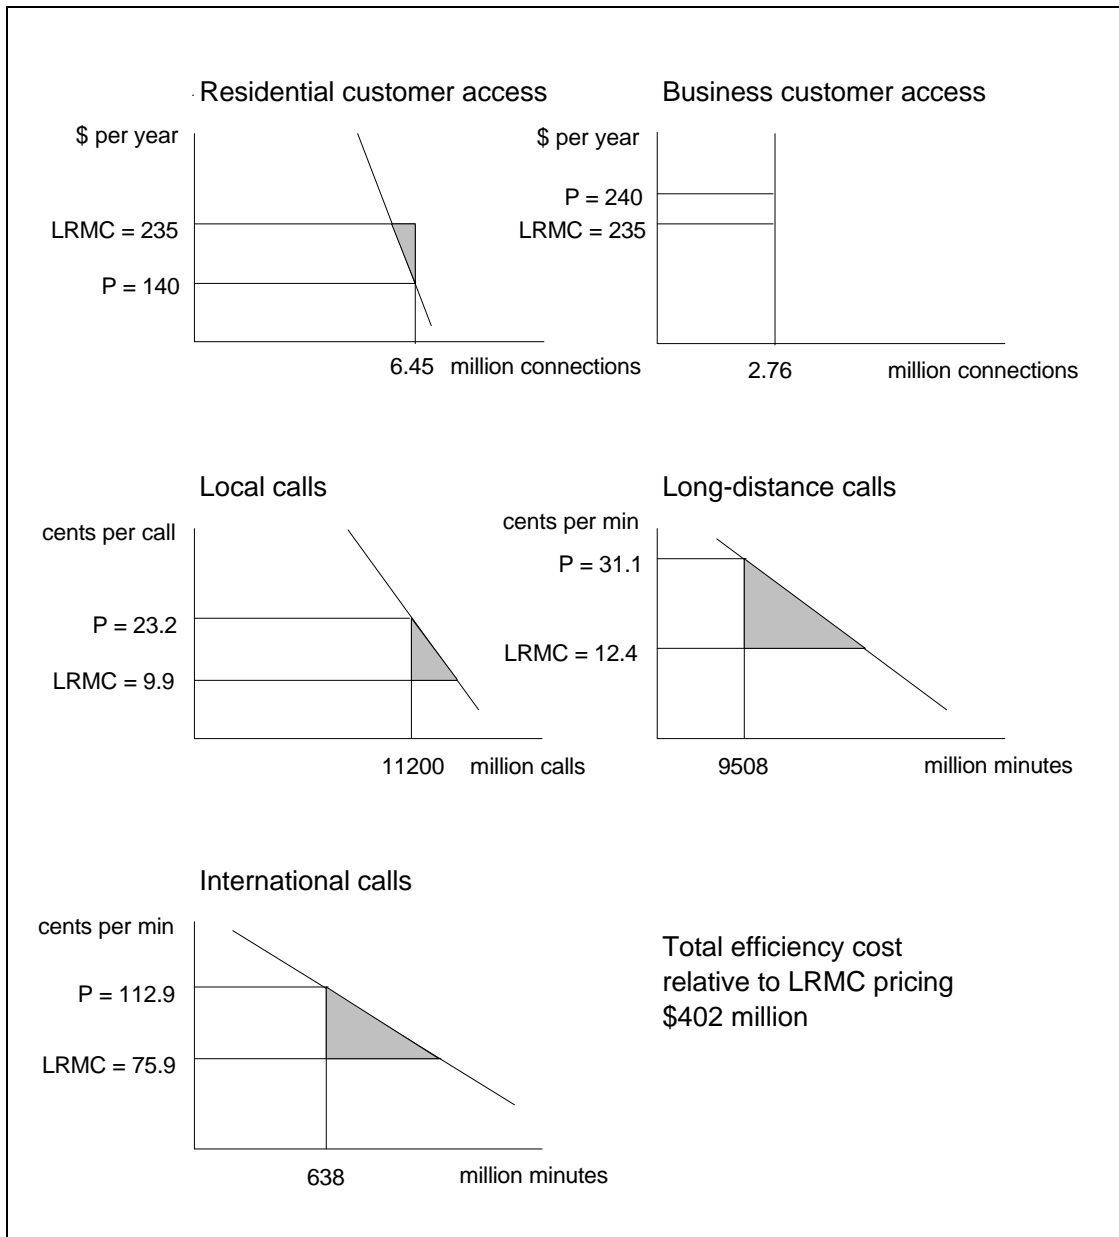 Residential customer access
$ per year
LRMC = 235
P = 140
6.45 million connections
Business customer access
$ per year
P = 240
LRMC = 235
2.76 million connections
Local calls
cents per call
P = 23.2
LRMC = 9.9
11200 million calls
Long-distance calls
cents per min
P = 31.1
LRMC = 12.4
9508 million minutes
International calls
cents per min
P = 112.9
LRMC = 75.9
638 million minutes
Total efficiency cost
relative to LRMC pricing
$402 million